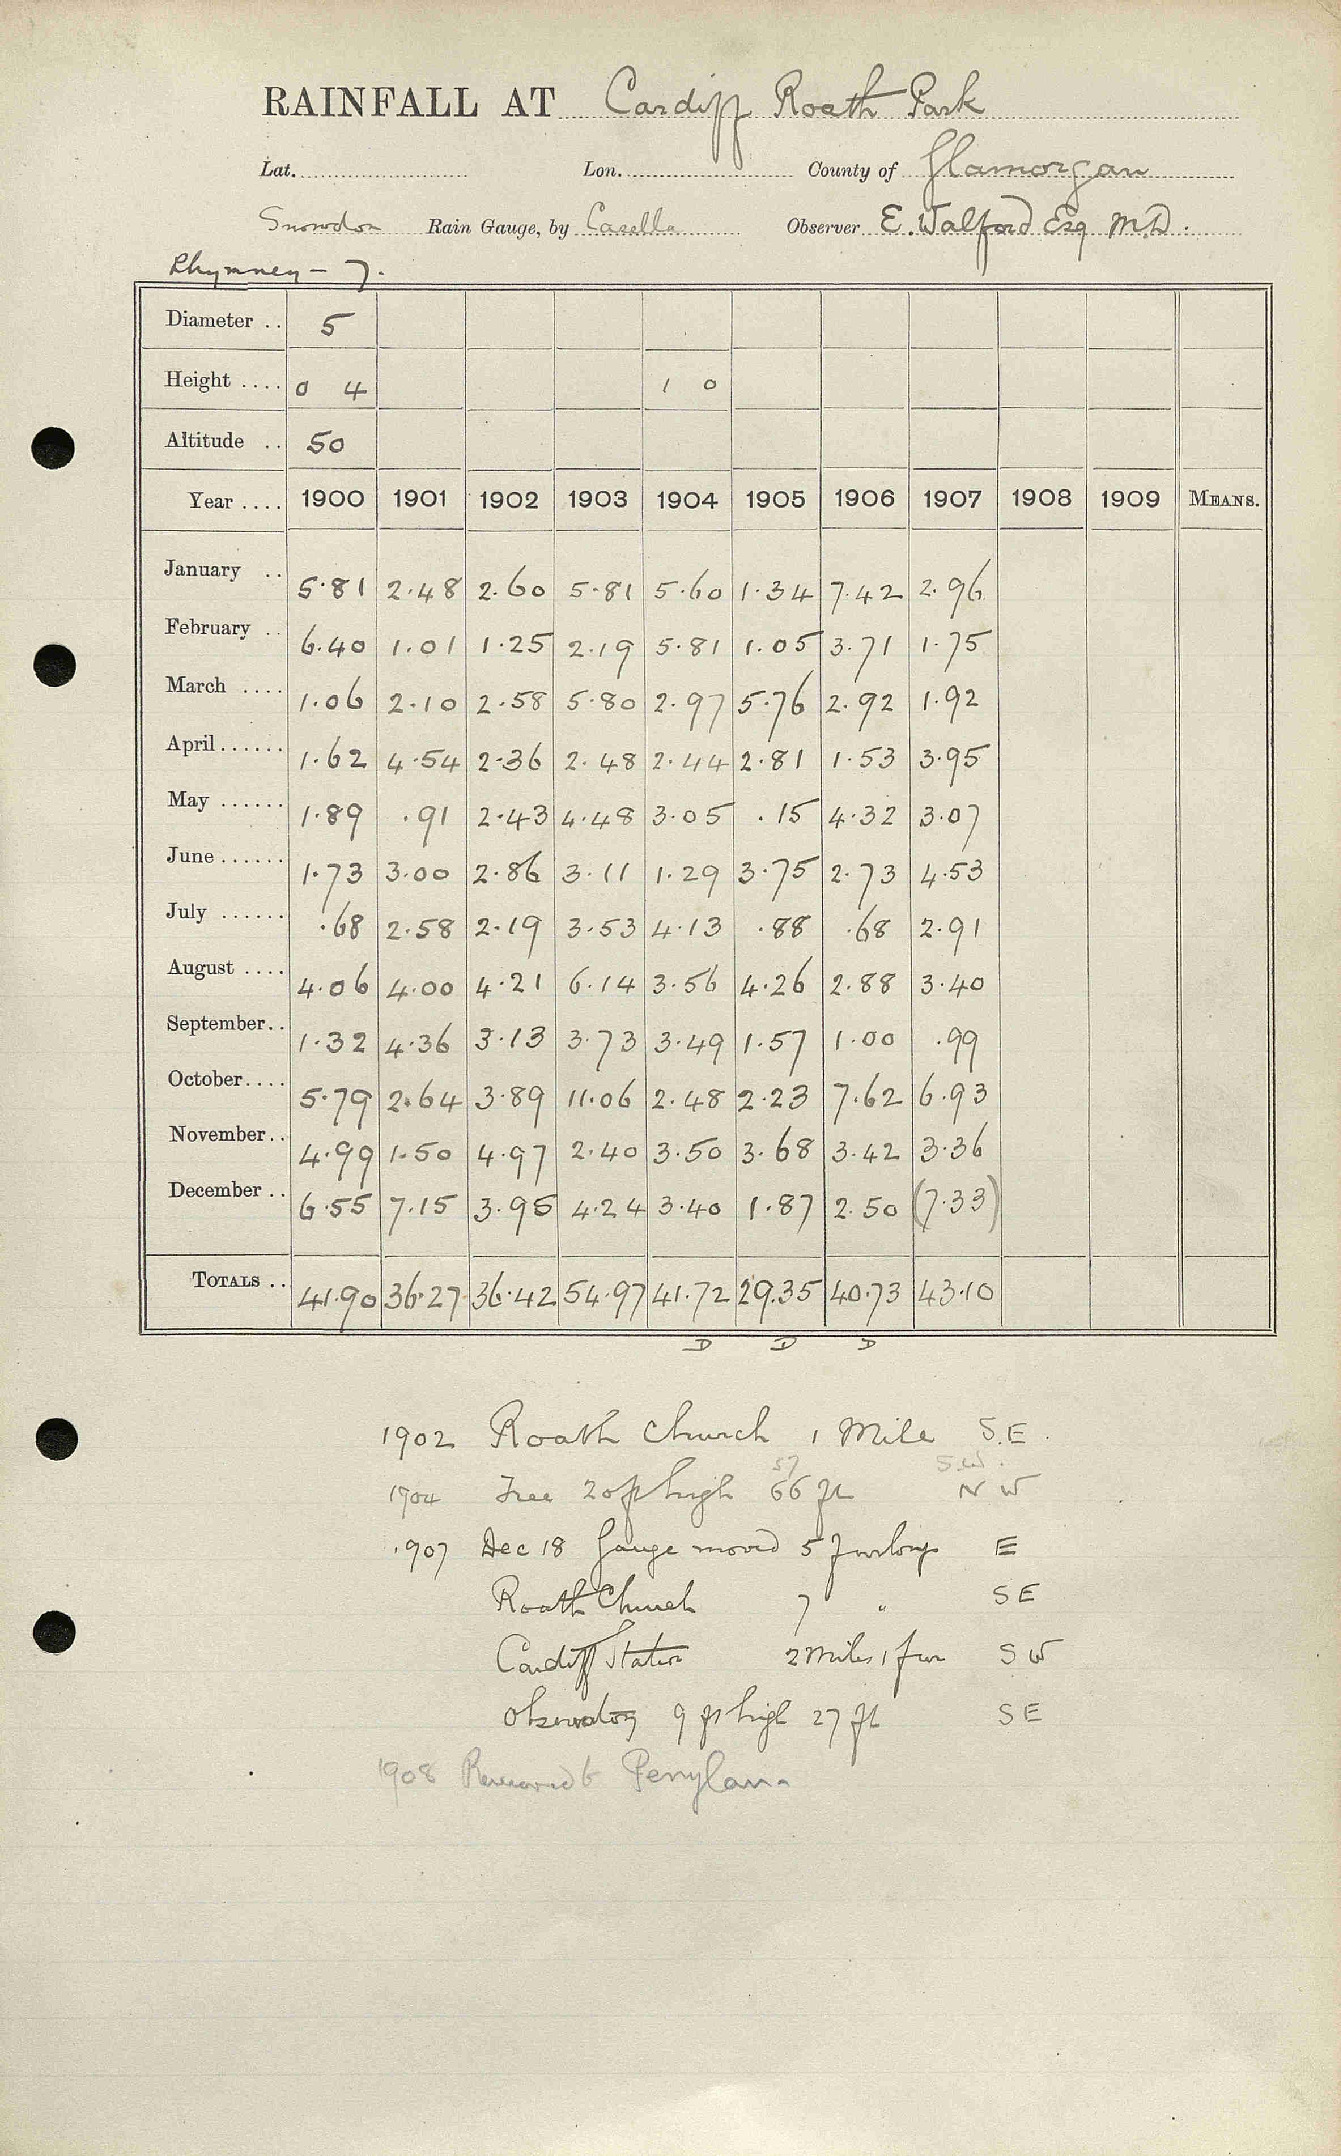 RAINFALL AT Cardiff Roath Park
Lat. Lon. County of Glamorgan
Snowdon Rain Gauge, by Casella Observer E. Walford Esq M.D.
Rhymney - 7.
Diameter .. 5
Height .... 0 4 1 0
Altitude .. 50
Year .... 1900 1901 1902 1903 1904 1905 1906 1907 1908 1909 MEANS.
January .. 5.81 2.48 2.60 5.81 5.60 1.34 7.42 2.96
February .. 6.40 1.01 1.25 2.19 5.81 1.05 3.71 1.75
March .... 1.06 2.10 2.58 5.80 2.97 5.76 2.92 1.92
April...... 1.62 4.54 2.36 2.48 2.44 2.81 1.53 3.95
May ...... 1.89 .91 2.43 4.48 3.05 .15 4.32 3.07
June...... 1.73 3.00 2.86 3.11 1.29 3.75 2.73 4.53
July ...... .68 2.58 2.19 3.53 4.13 .88 .68 2.91
August .... 4.06 4.00 4.21 6.14 3.56 4.26 2.88 3.40
September.. 1.32 4.36 3.13 3.73 3.49 1.57 1.00 .99
October.... 5.79 2.64 3.89 11.06 2.48 2.23 7.62 6.93
November.. 4.99 1.50 4.97 2.40 3.50 3.68 3.42 3.36
December .. 6.55 7.15 3.95 4.24 3.40 1.87 2.50 (7.33)
TOTALS .. 41.90 36.27 36.42 54.97 41.72 29.35 40.73 43.10
D D D
1902 Roath Church 1 Mile S.E.
57 S.W.
1904 Tree 20ft high 66 ft N W
1907 Dec 18 Gauge moved 5 furlongs E
Roath Church 7 " S E
Cardiff Station 2 miles 1 fur S W
Observatory 9 ft high 27 ft S E
1908 Removed to Penylan.